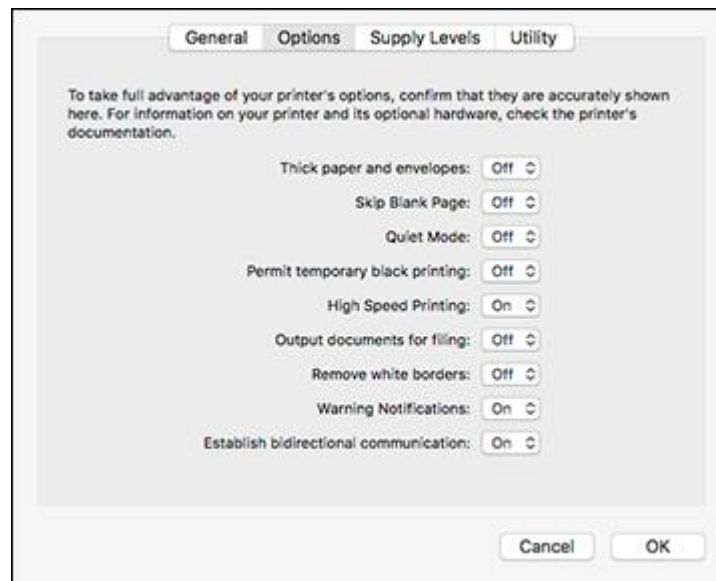 General Options Supply Levels Utility
To take full advantage of your printer's options, confirm that they are accurately shown
here. For information on your printer and its optional hardware, check the printer's
documentation.
Thick paper and envelopes: Off
Skip Blank Page: Off
Quiet Mode: Off
Permit temporary black printing: Off
High Speed Printing: On
Output documents for filing: Off
Remove white borders: Off
Warning Notifications: On
Establish bidirectional communication: On
Cancel OK